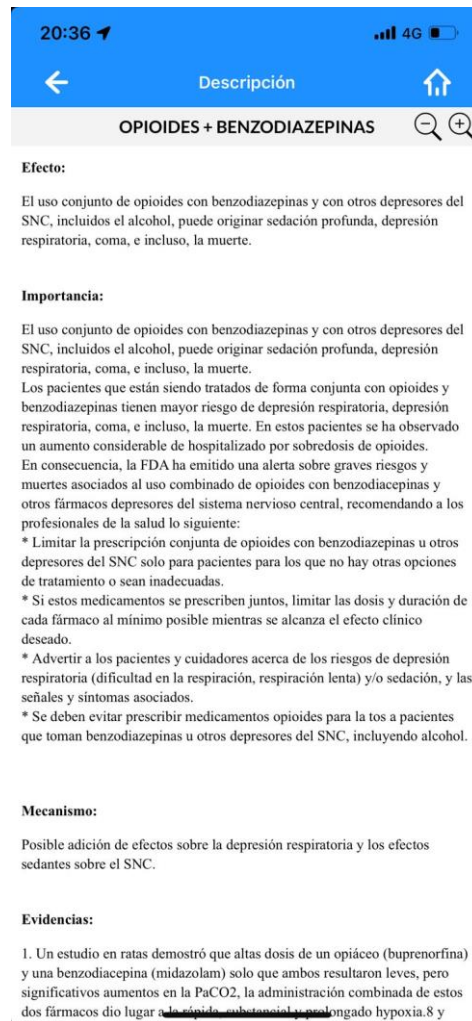 20:36
4G
Descripción
OPIOIDES + BENZODIAZEPINAS
Efecto:
El uso conjunto de opioides con benzodiazepinas y con otros depresores del
SNC, incluidos el alcohol, puede originar sedación profunda, depresión
respiratoria, coma, e incluso, la muerte.
Importancia:
El uso conjunto de opioides con benzodiazepinas y con otros depresores del
SNC, incluidos el alcohol, puede originar sedación profunda, depresión
respiratoria, coma, e incluso, la muerte.
Los pacientes que están siendo tratados de forma conjunta con opioides y
benzodiazepinas tienen mayor riesgo de depresión respiratoria, depresión
respiratoria, coma, e incluso, la muerte. En estos pacientes se ha observado
un aumento considerable de hospitalizado por sobredosis de opioides.
En consecuencia, la FDA ha emitido una alerta sobre graves riesgos y
muertes asociados al uso combinado de opioides con benzodiacepinas y
otros fármacos depresores del sistema nervioso central, recomendando a los
profesionales de la salud lo siguiente:
* Limitar la prescripción conjunta de opioides con benzodiazepinas u otros
depresores del SNC solo para pacientes para los que no hay otras opciones
de tratamiento o sean inadecuadas.
* Si estos medicamentos se prescriben juntos, limitar las dosis y duración de
cada fármaco al mínimo posible mientras se alcanza el efecto clínico
deseado.
* Advertir a los pacientes y cuidadores acerca de los riesgos de depresión
respiratoria (dificultad en la respiración, respiración lenta) y/o sedación, y las
señales y síntomas asociados.
* Se deben evitar prescribir medicamentos opioides para la tos a pacientes
que toman benzodiazepinas u otros depresores del SNC, incluyendo alcohol.
Mecanismo:
Posible adición de efectos sobre la depresión respiratoria y los efectos
sedantes sobre el SNC.
Evidencias:
1. Un estudio en ratas demostró que altas dosis de un opiáceo (buprenorfina)
y una benzodiacepina (midazolam) solo que ambos resultaron leves, pero
significativos aumentos en la PaCO2, la administración combinada de estos
dos fármacos dio lugar a la rápida, substancial y prolongado hypoxia.8 y